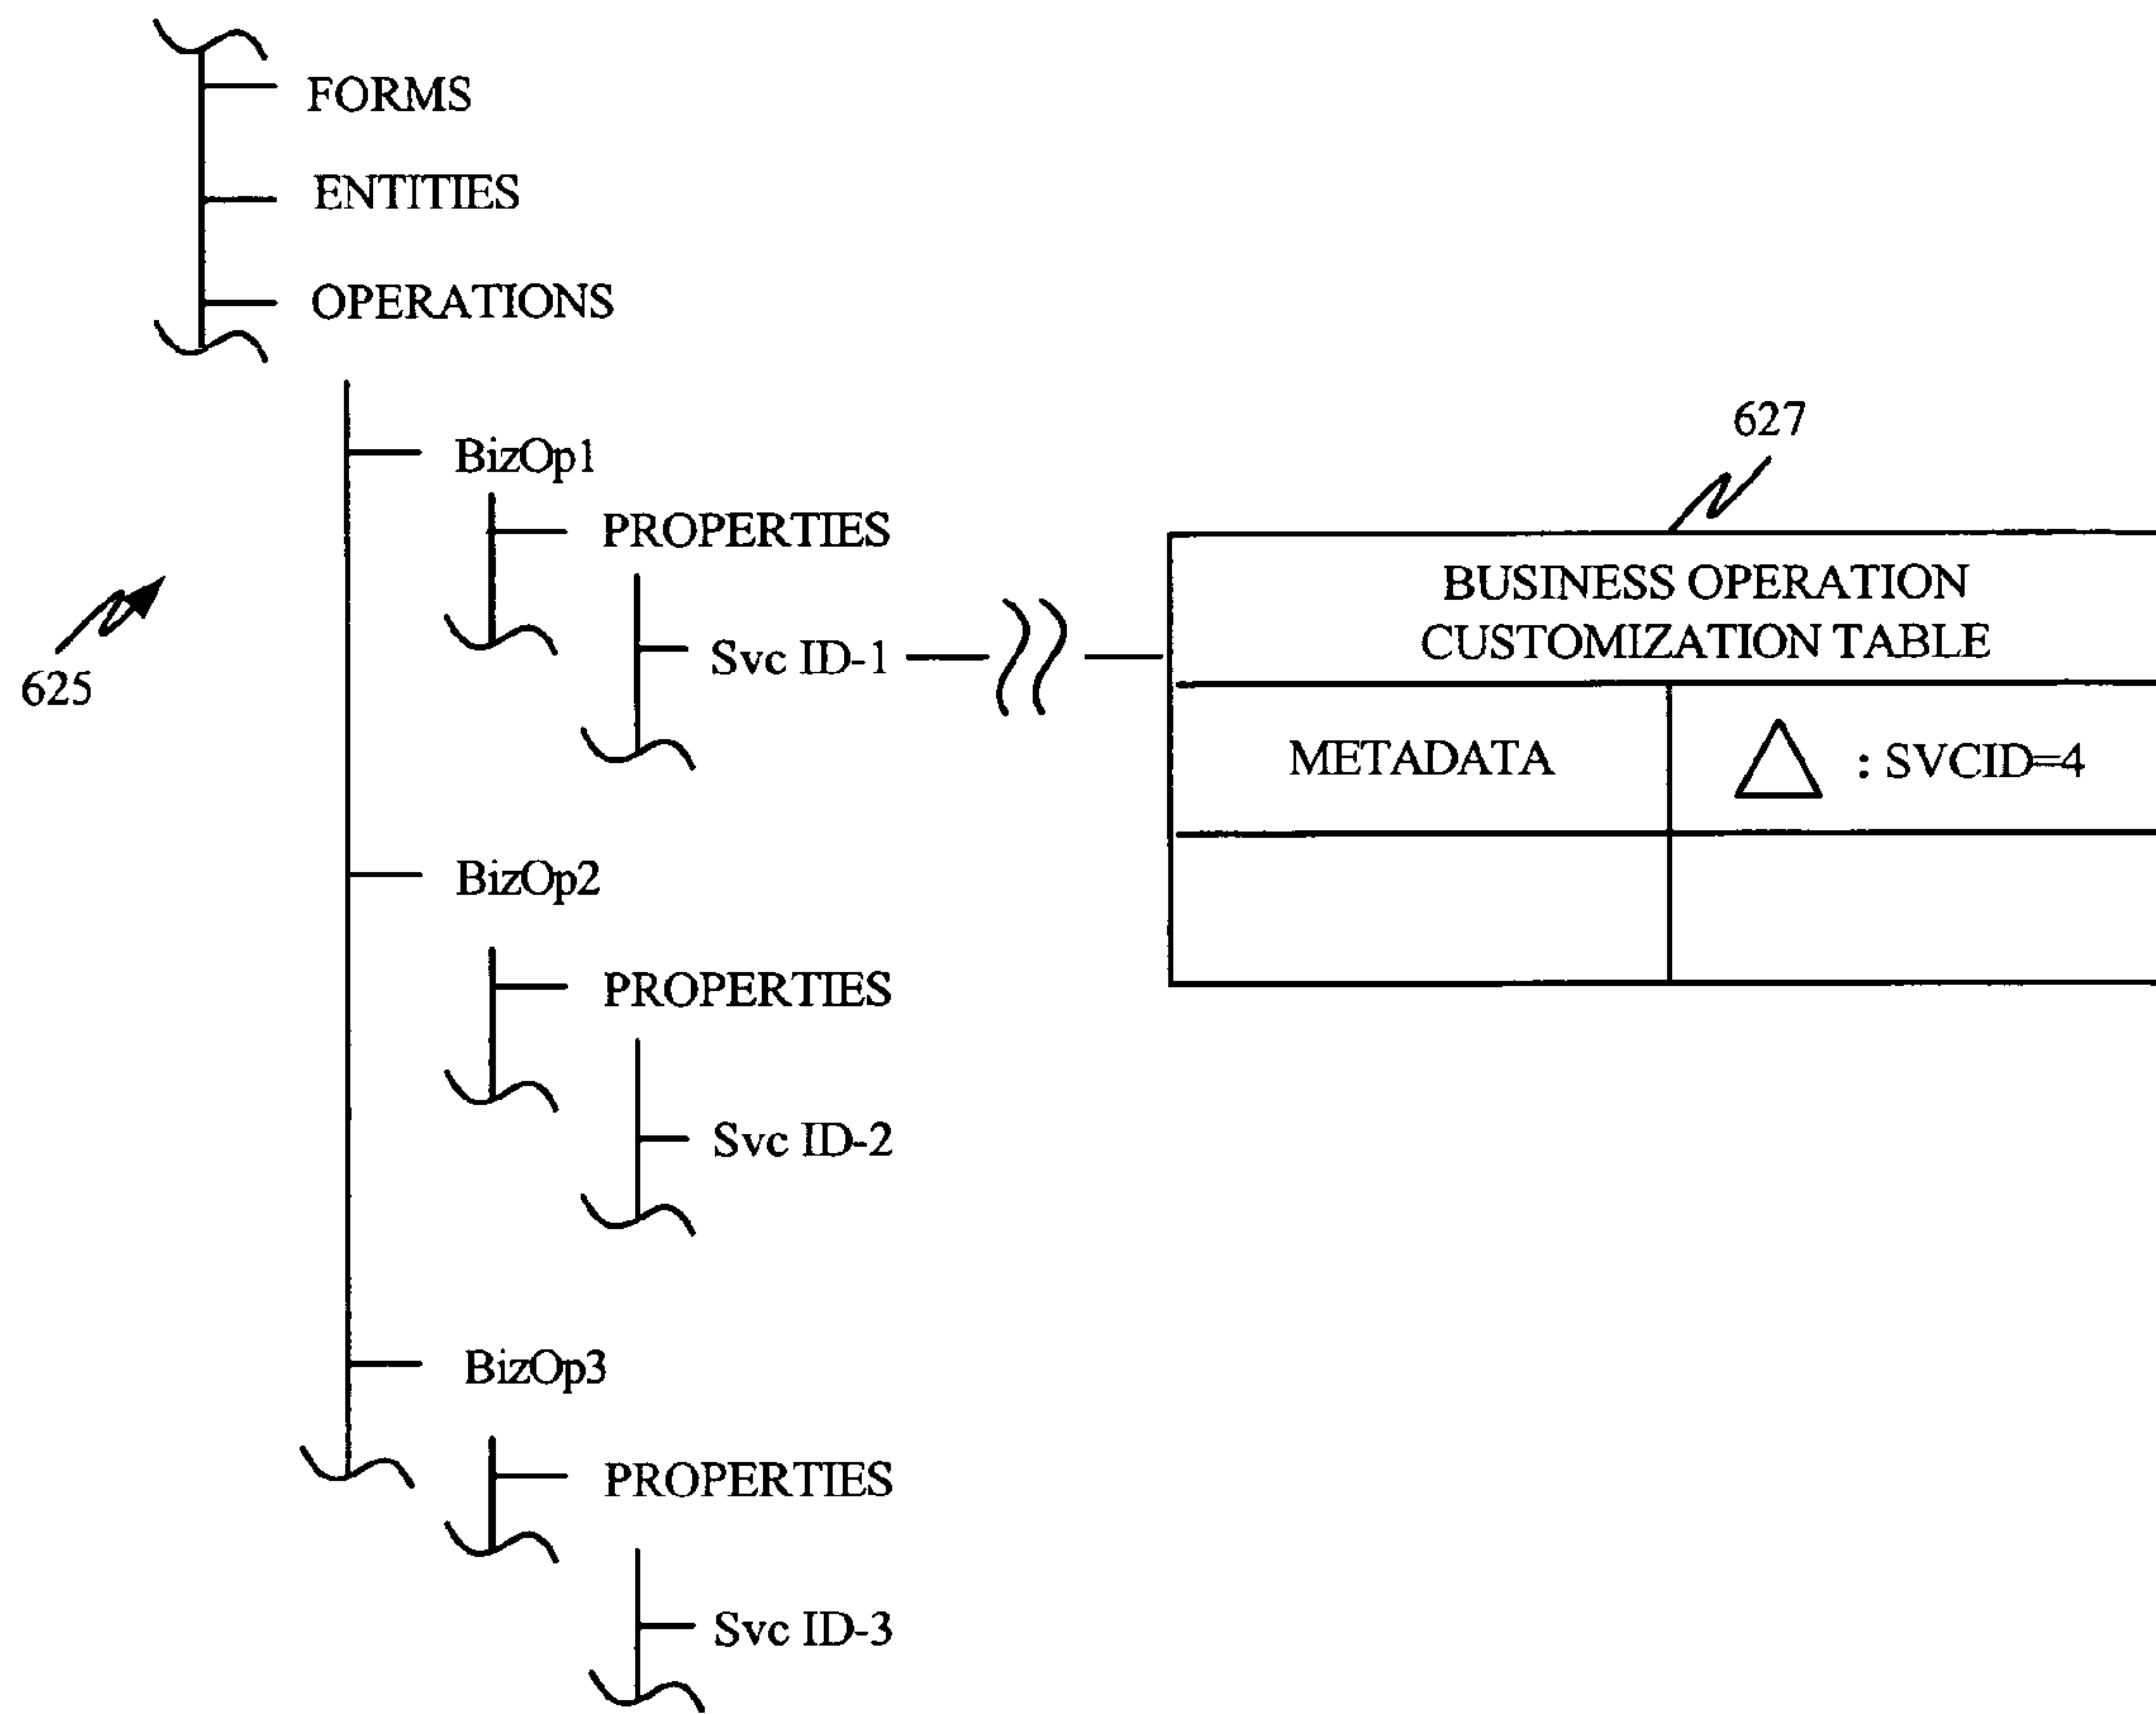 FORMS
ENTITIES
OPERATIONS
BizOp1
PROPERTIES
Svc ID-1
625
627
BUSINESS OPERATION
CUSTOMIZATION TABLE
METADATA
: SVCID=4
BizOp2
PROPERTIES
Svc ID-2
BizOp3
PROPERTIES
Svc ID-3